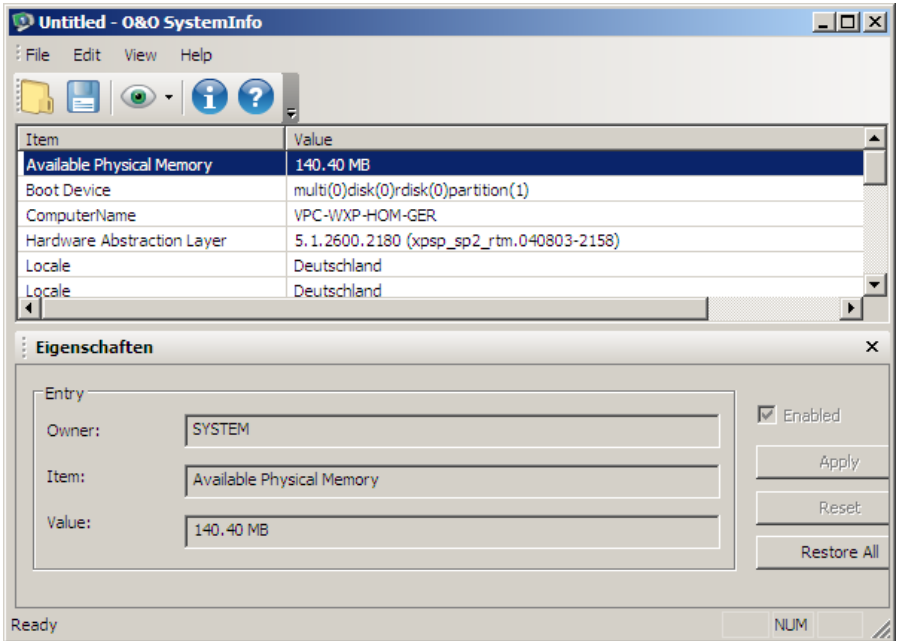 Untitled - O&O SystemInfo
File Edit View Help
Item Value
Available Physical Memory 140.40 MB
Boot Device multi(0)disk(0)rdisk(0)partition(1)
ComputerName VPC-WXP-HOM-GER
Hardware Abstraction Layer 5.1.2600.2180 (xpsp_sp2_rtm.040803-2158)
Locale Deutschland
Locale Deutschland
Eigenschaften
Entry
Owner: SYSTEM
Enabled
Item: Available Physical Memory
Apply
Value: 140.40 MB
Reset
Restore All
Ready NUM